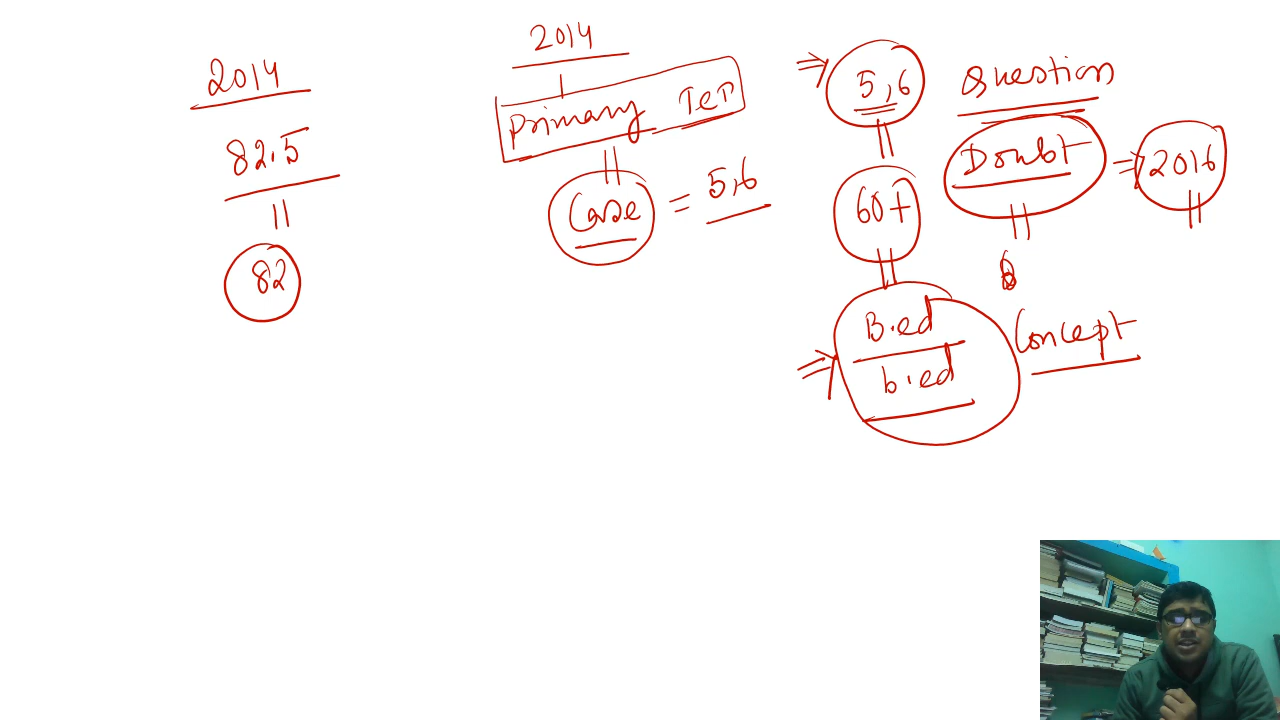 2014
82.5
82
2014
Primary TET
Case = 5,6
5,6
60+
B.ed
b.ed
Question
Doubt ⇒ 2016
Concept